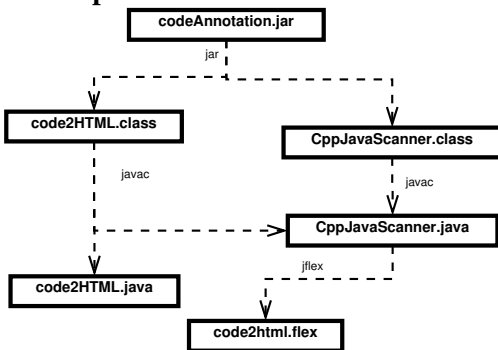 codeAnnotation.jar
jar
code2HTML.class
CppJavaScanner.class
javac
javac
CppJavaScanner.java
jflex
code2HTML.java
code2html.flex